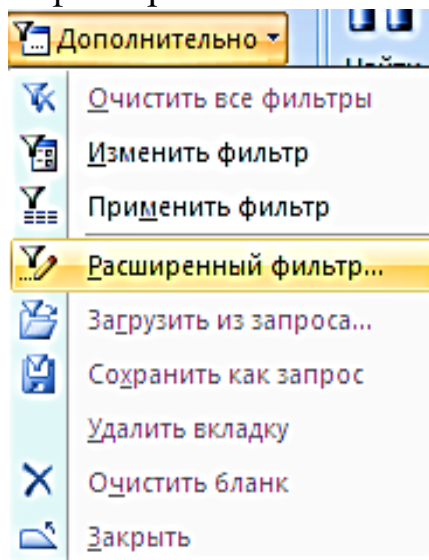 Дополнительно
Очистить все фильтры
Изменить фильтр
Применить фильтр
Расширенный фильтр...
Загрузить из запроса...
Сохранить как запрос
Удалить вкладку
Очистить бланк
Закрыть